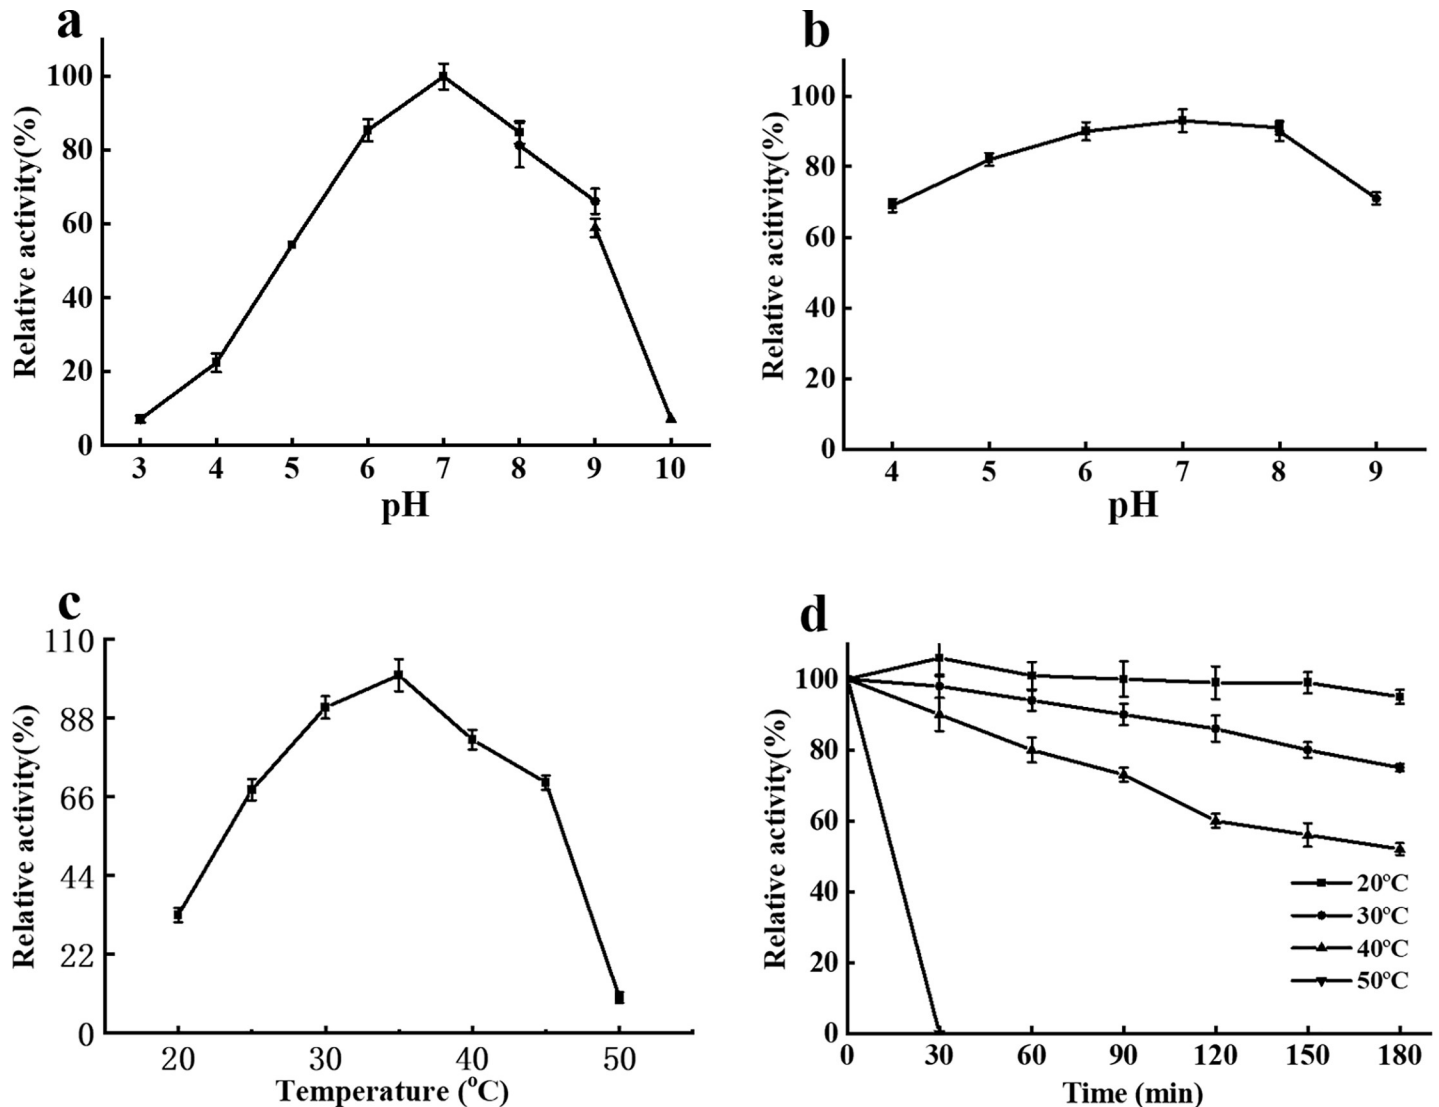 a
Relative activity(%)
100
80
60
40
20
0
3 4 5 6 7 8 9 10
pH
b
Relative acitivity(%)
100
80
60
40
20
0
4 5 6 7 8 9
pH
c
Relative activity(%)
110
88
66
44
22
0
20 30 40 50
Temperature (°C)
d
Relative activity(%)
100
80
60
40
20
0
0 30 60 90 120 150 180
Time (min)
20°C
30°C
40°C
50°C